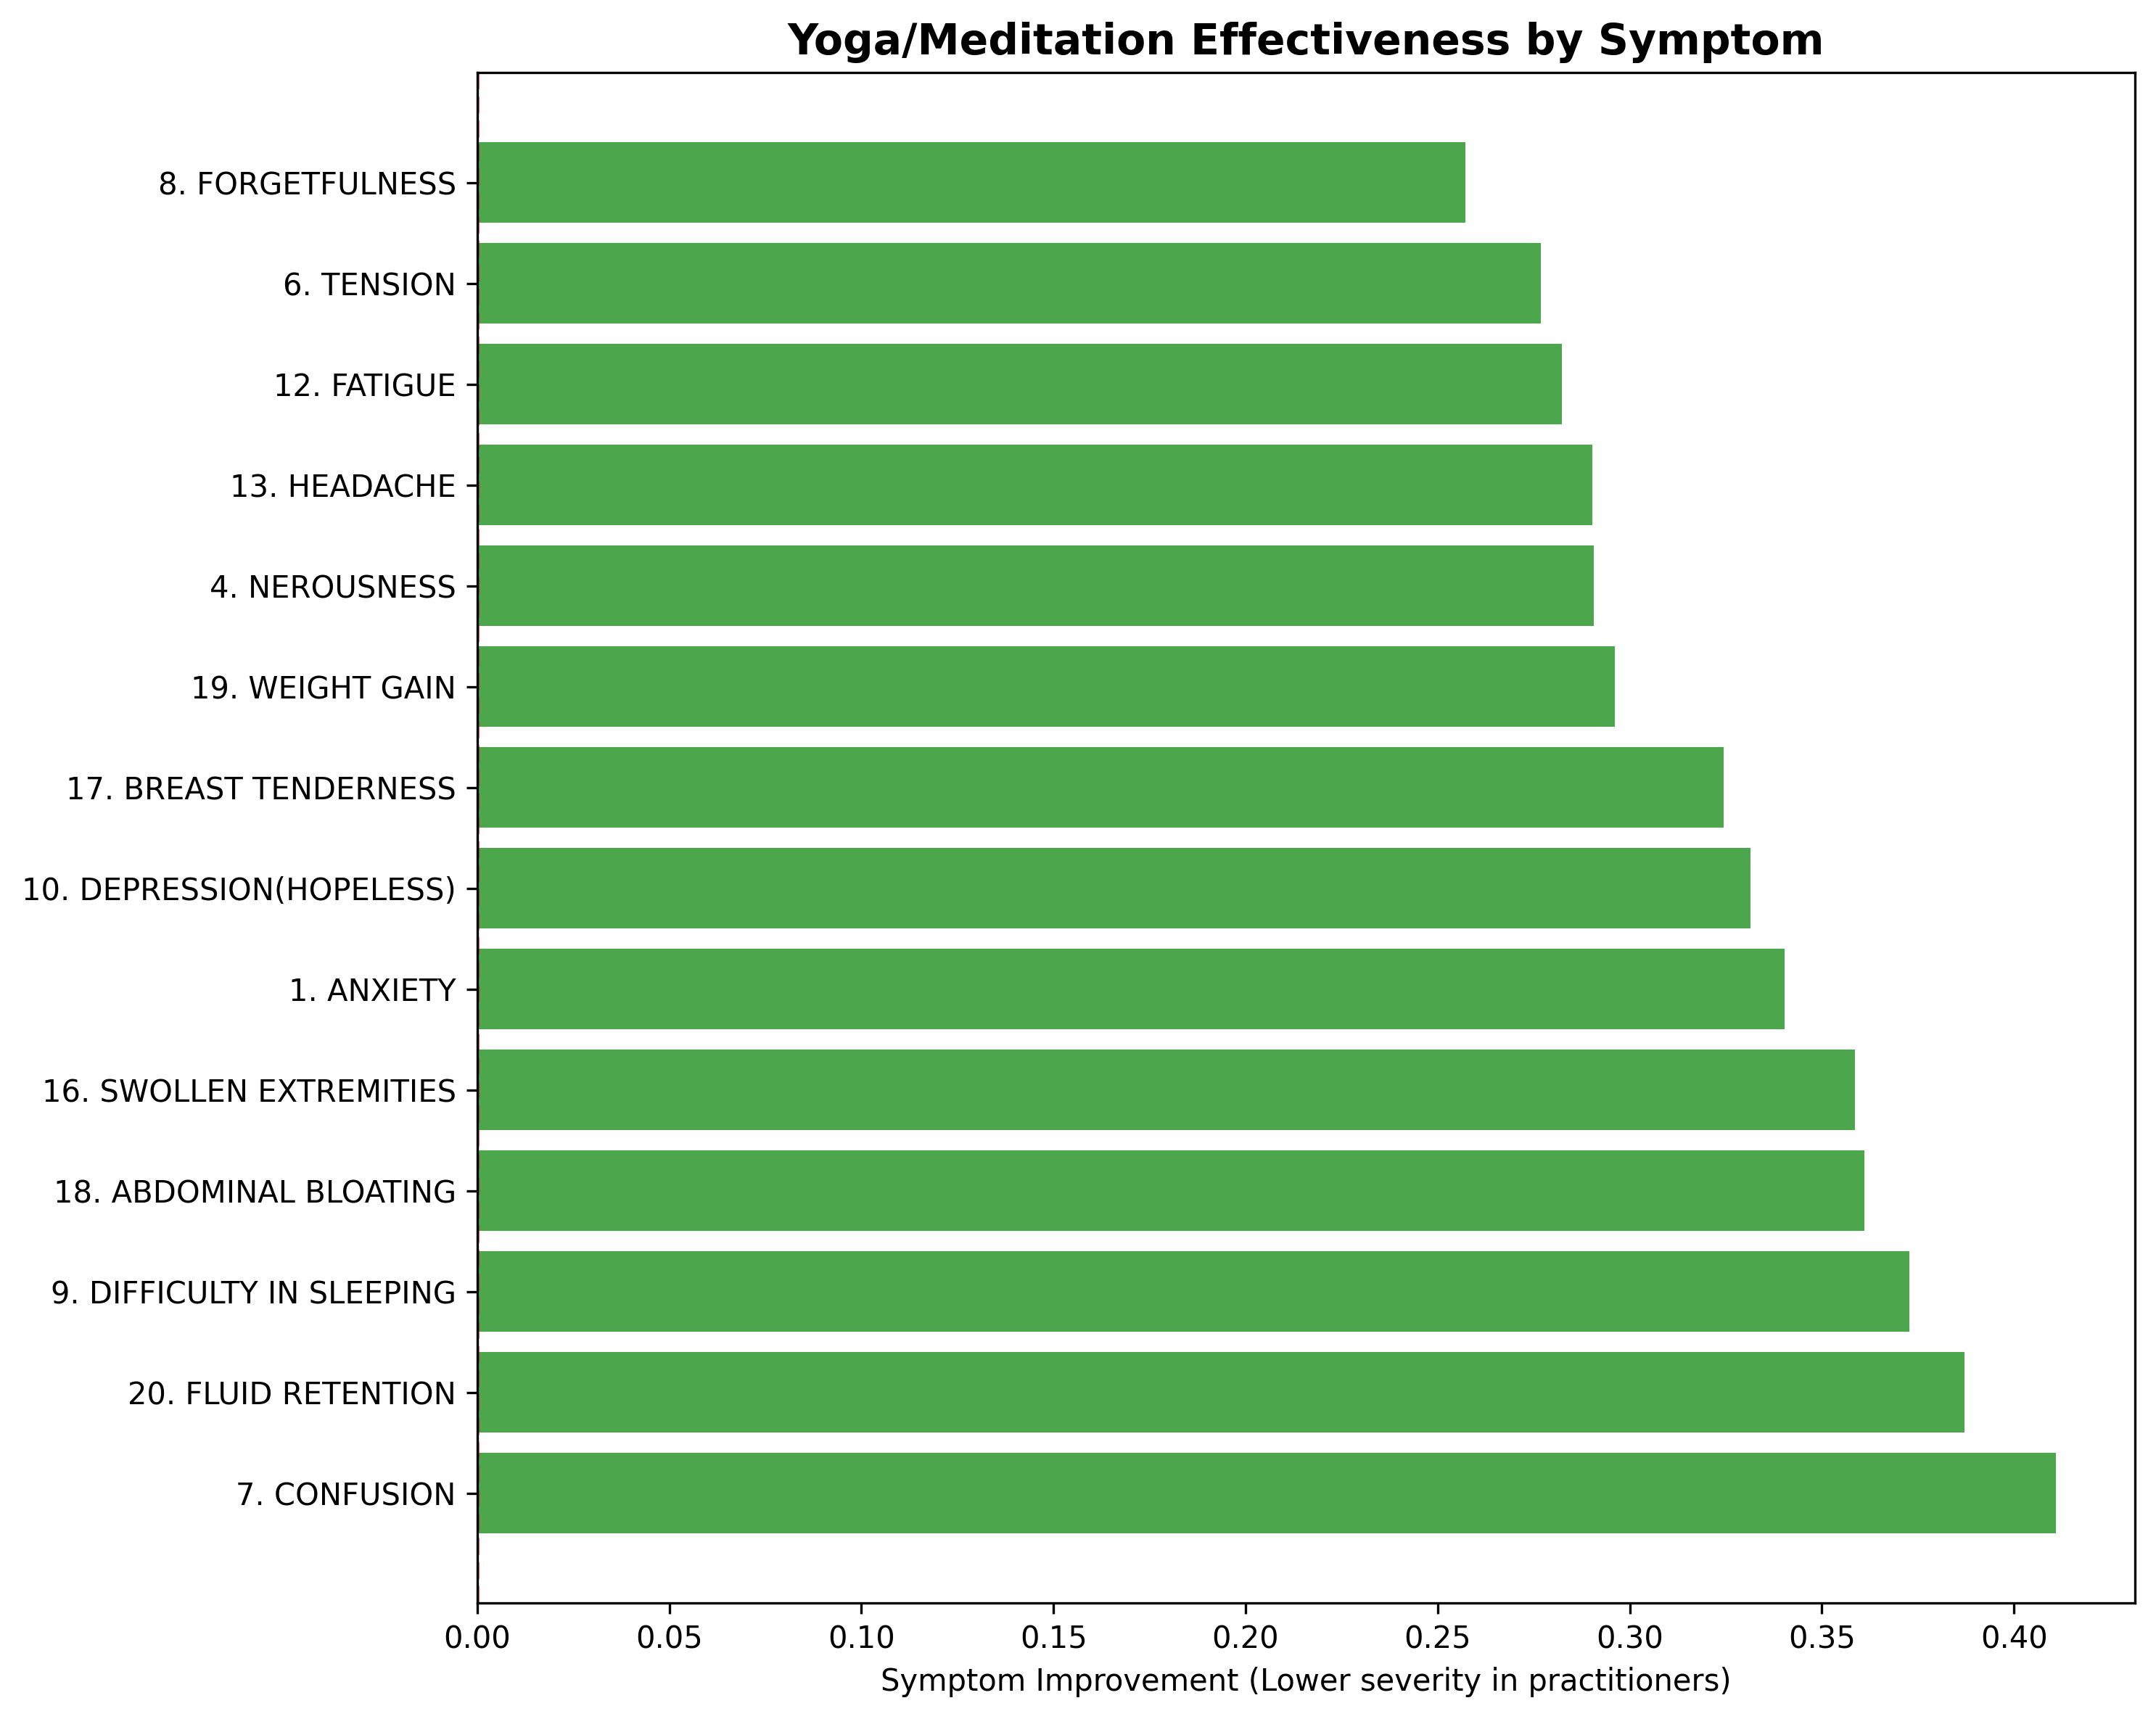 Yoga/Meditation Effectiveness by Symptom
8. FORGETFULNESS
6. TENSION
12. FATIGUE
13. HEADACHE
4. NEROUSNESS
19. WEIGHT GAIN
17. BREAST TENDERNESS
10. DEPRESSION(HOPELESS)
1. ANXIETY
16. SWOLLEN EXTREMITIES
18. ABDOMINAL BLOATING
9. DIFFICULTY IN SLEEPING
20. FLUID RETENTION
7. CONFUSION
0.00 0.05 0.10 0.15 0.20 0.25 0.30 0.35 0.40
Symptom Improvement (Lower severity in practitioners)